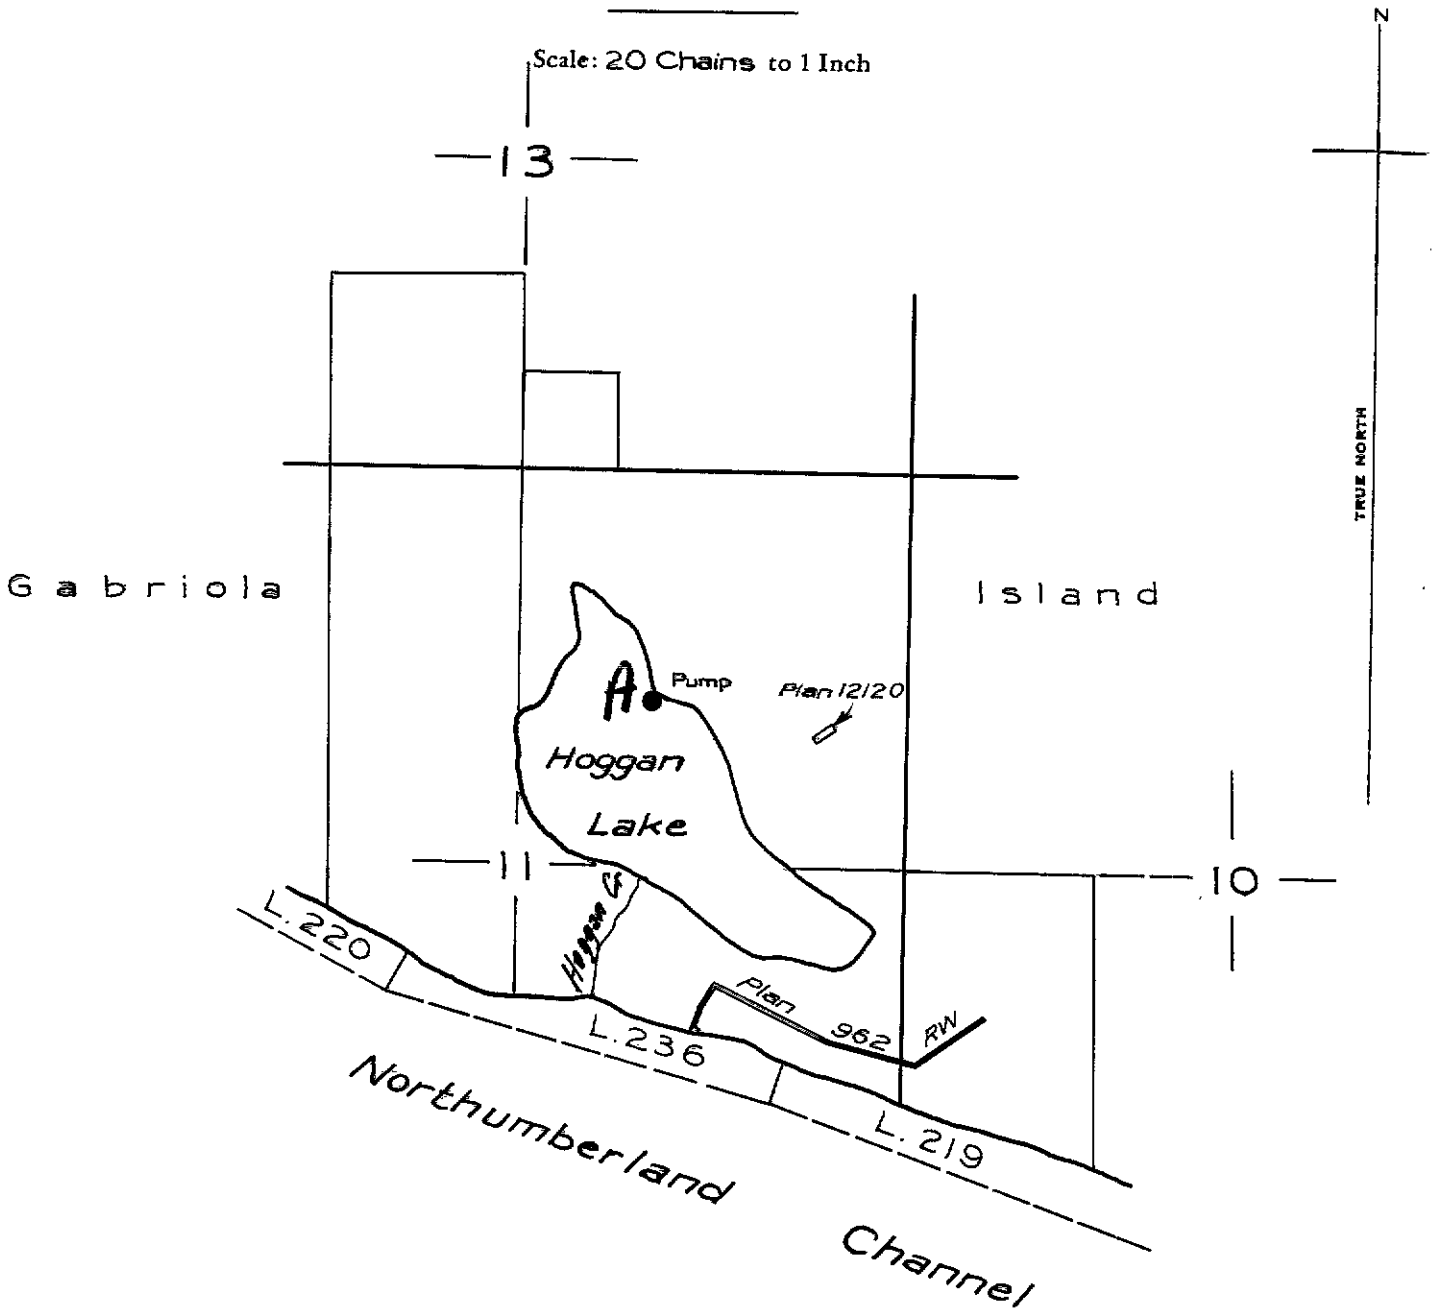 N
Scale: 20 Chains to 1 Inch
13
TRUE NORTH
Gabriola Island
A Pump
Plan 12120
Hoggan
Lake
11
10
Hoggan Cr
L. 220
Plan 962 RW
L. 236
L. 219
Northumberland Channel